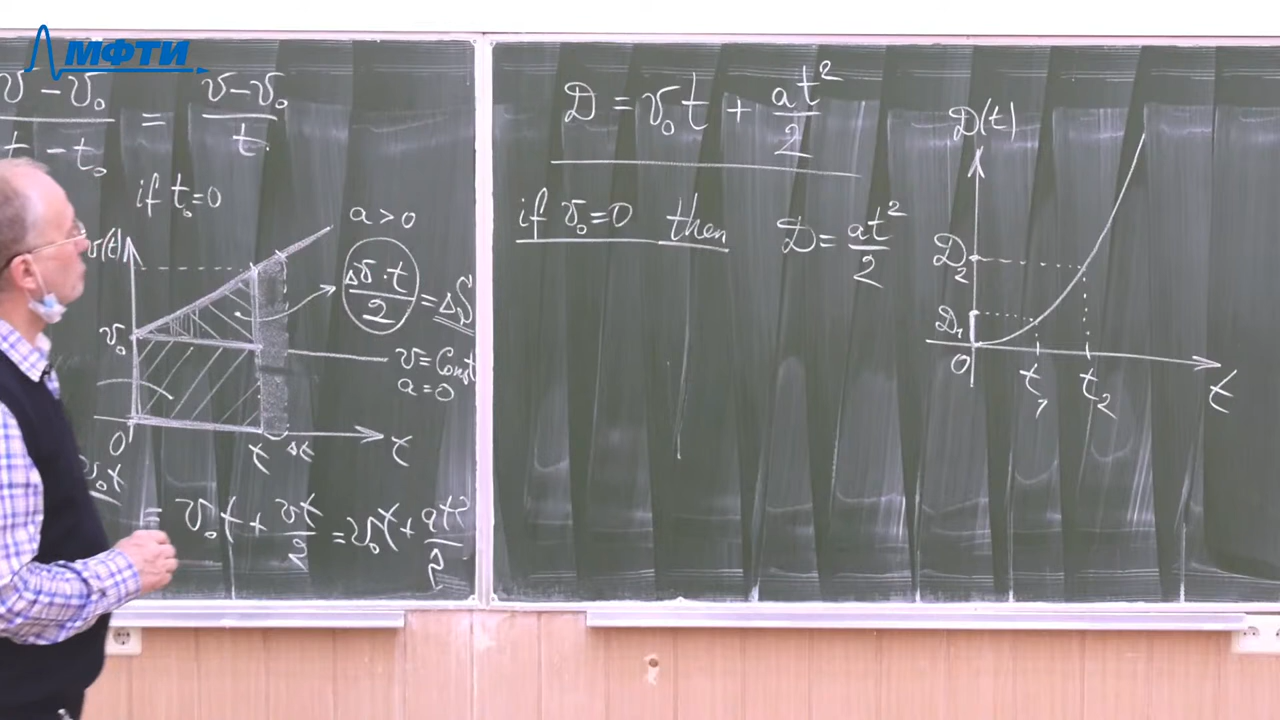 МФТИ
v - v₀ / t - t₀ = v - v₀ / t
if t₀ = 0
v(t)
a > 0
Δv · t / 2 = ΔS
v₀
v = Const
a = 0
0 t Δt t
v₀t
= v₀t + vt/2 = v₀t + at²/2
D = v₀t + at²/2
if v₀ = 0 then D = at²/2
D(t)
D₂
D₁
0 t₁ t₂ t